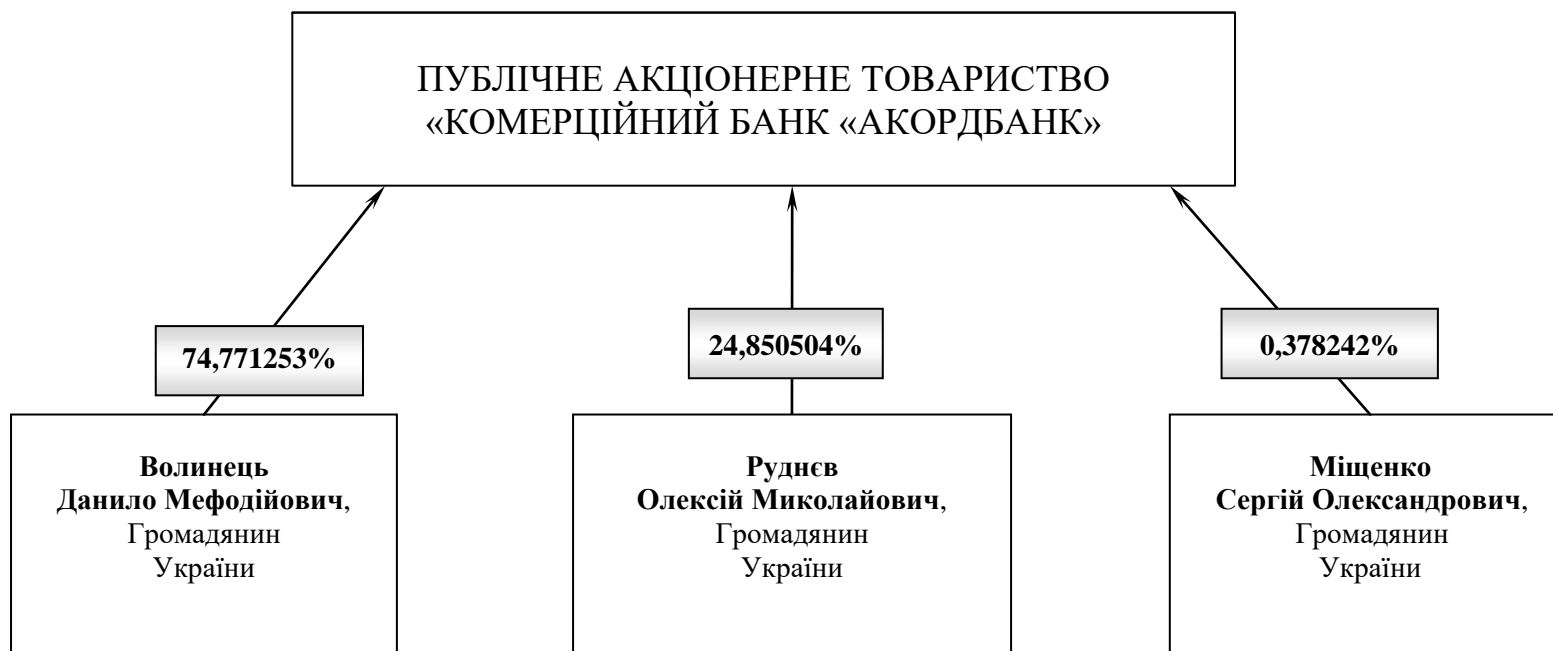 ПУБЛІЧНЕ АКЦІОНЕРНЕ ТОВАРИСТВО
«КОМЕРЦІЙНИЙ БАНК «АКОРДБАНК»
74,771253%
24,850504%
0,378242%
Волинець
Данило Мефодійович,
Громадянин
України
Руднєв
Олексій Миколайович,
Громадянин
України
Міщенко
Сергій Олександрович,
Громадянин
України